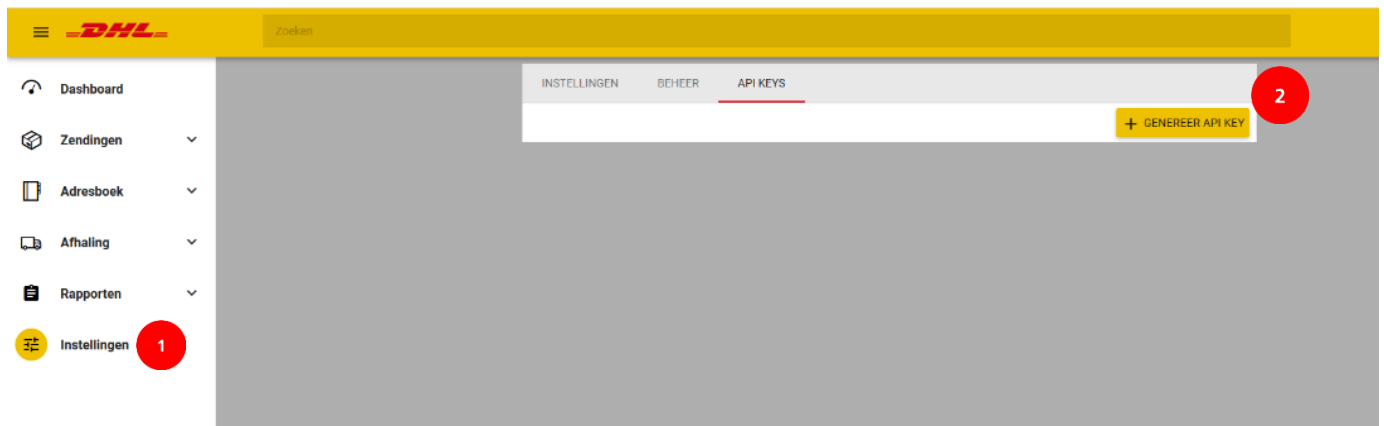 DHL
Zoeken
Dashboard
Zendingen
Adresboek
Afhaling
Rapporten
Instellingen
1
INSTELLINGEN BEHEER API KEYS
2
+ GENEREER API KEY